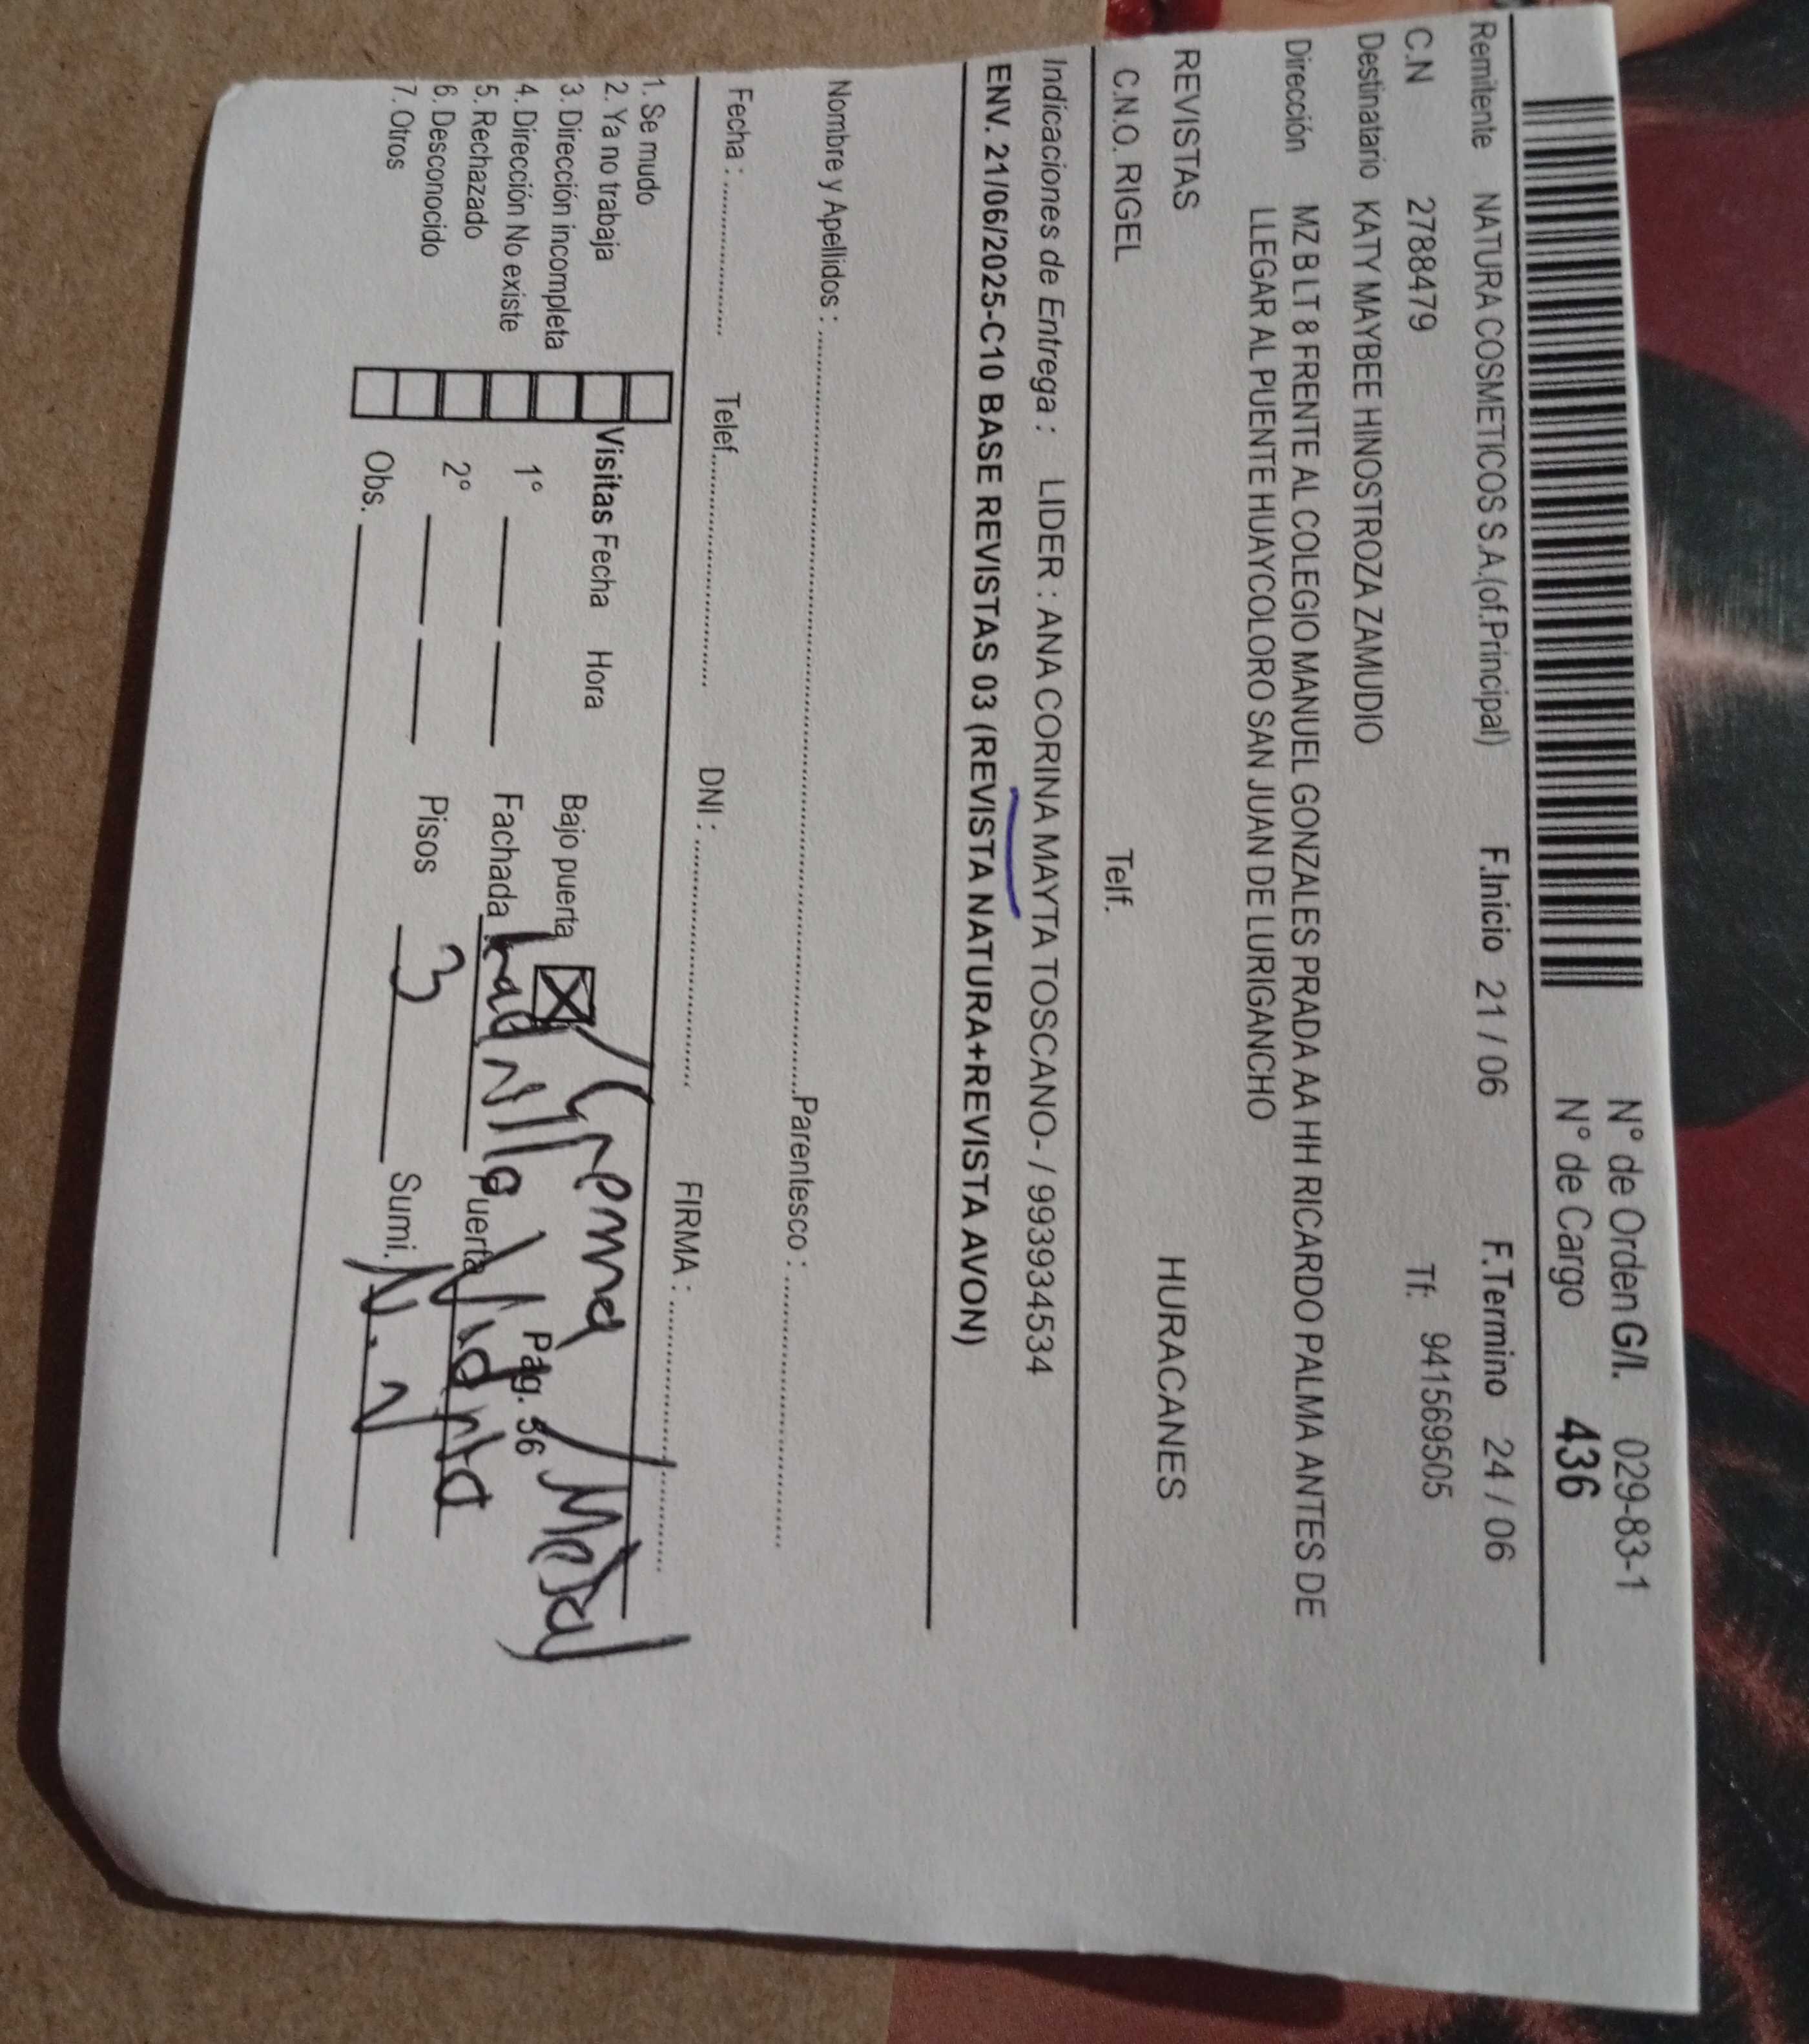 N° de Orden G/I. 029-83-1
N° de Cargo 436
Remitente NATURA COSMETICOS S.A.(of.Principal) F.Inicio 21 / 06 F.Termino 24 / 06
C.N 27888479 Tf: 941569505
Destinatario KATY MAYBEE HINOSTROZA ZAMUDIO
Dirección MZ B LT 8 FRENTE AL COLEGIO MANUEL GONZALES PRADA AA HH RICARDO PALMA ANTES DE
LLEGAR AL PUENTE HUAYCOLORO SAN JUAN DE LURIGANCHO
REVISTAS HURACANES
C.N.O. RIGEL Telf.
Indicaciones de Entrega : LIDER : ANA CORINA MAYTA TOSCANO- / 993934534
ENV. 21/06/2025-C10 BASE REVISTAS 03 (REVISTA NATURA+REVISTA AVON)
Nombre y Apellidos : Parentesco :
Fecha : Telef. DNI : FIRMA :
1. Se mudo
2. Ya no trabaja Visitas Fecha Hora Bajo puerta X / Crema / Metal
3. Dirección incompleta
4. Dirección No existe 1° Fachada Ladrillo Puerta
5. Rechazado
6. Desconocido 2° Pisos 3 Sumi. N.N
7. Otros Obs.
Pag. 56